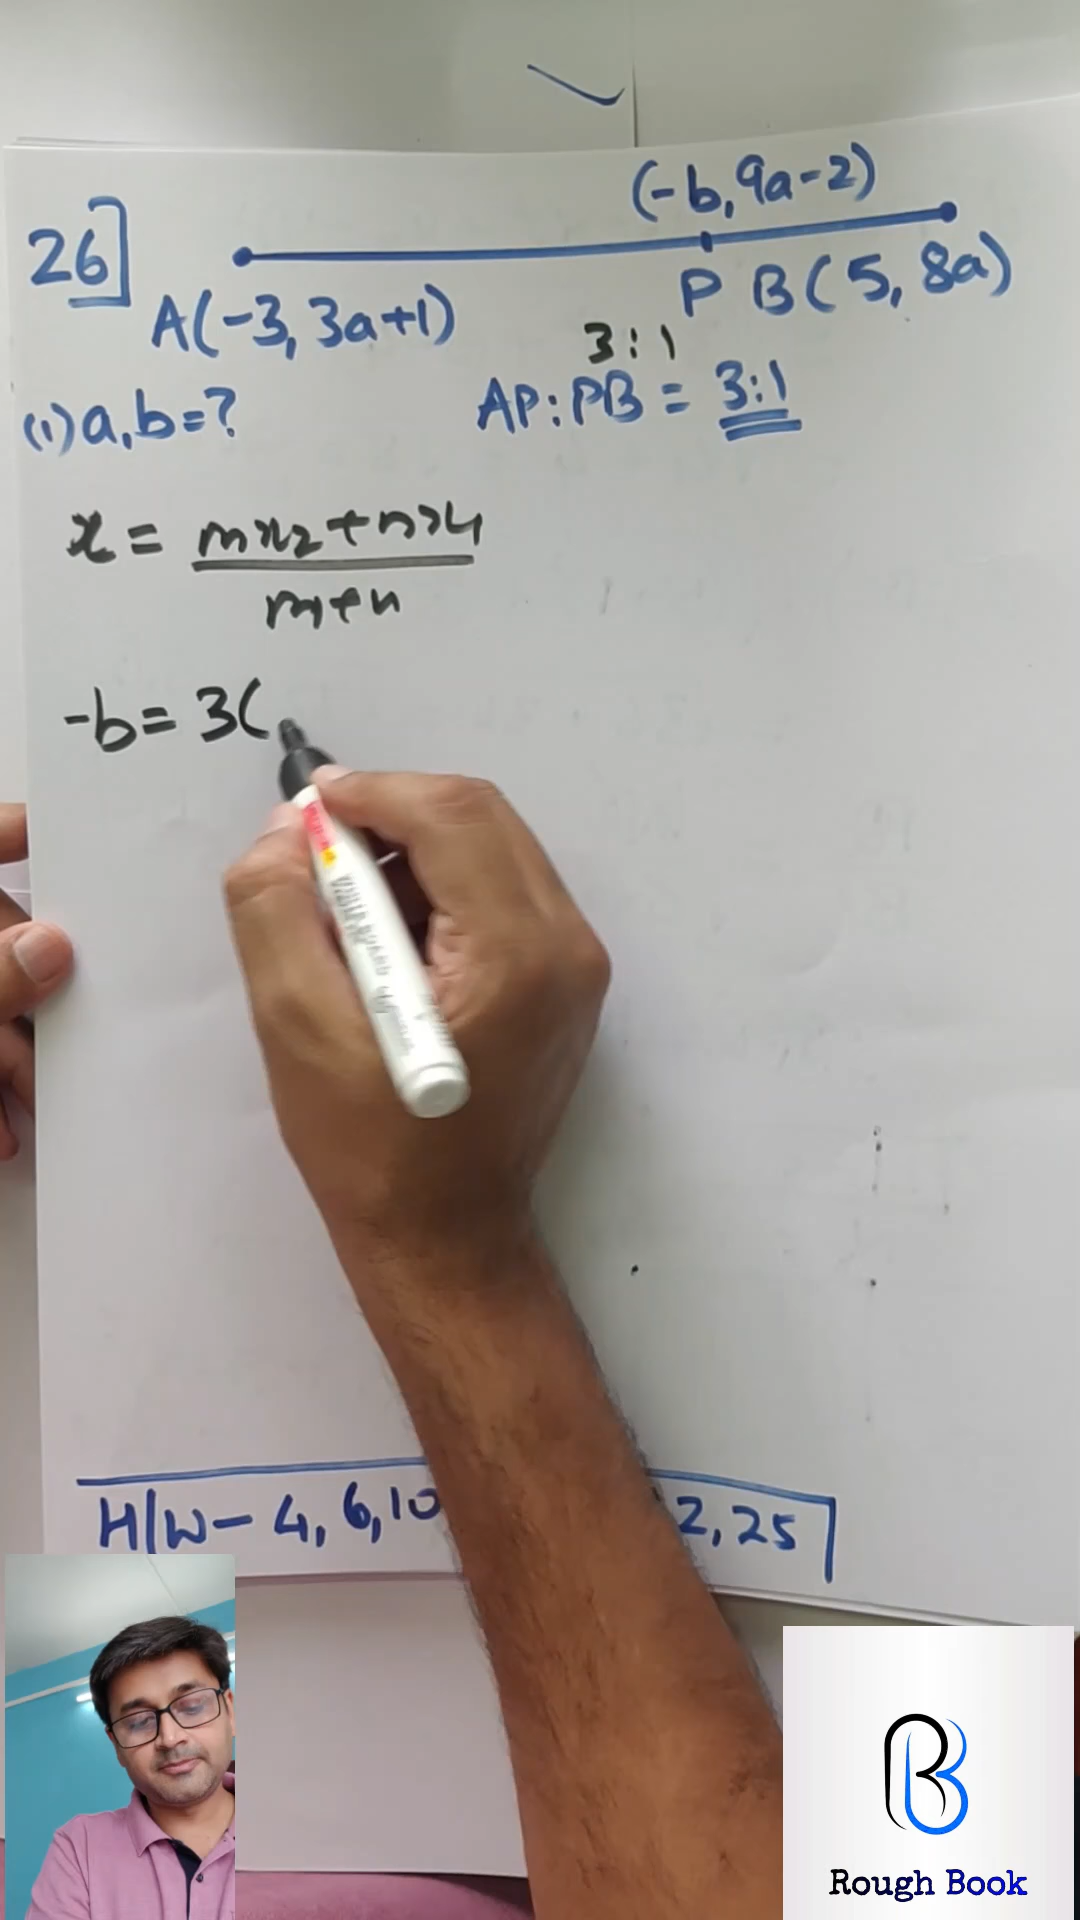 26]
(-b, 9a-2)
A(-3, 3a+1)
P B(5, 8a)
3:1
(i) a, b=?
AP:PB = 3:1
x = mx2+nx1
m+n
-b = 3(
H/W- 4, 6, 10
2, 25
B
Rough Book